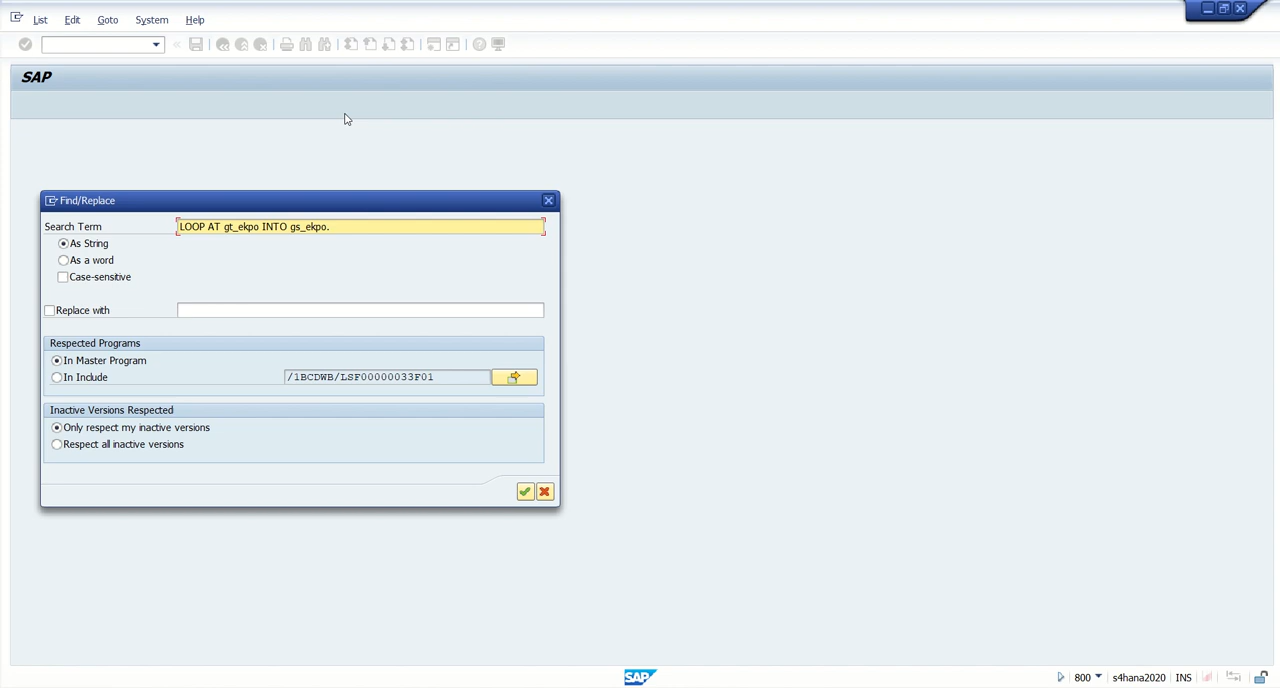 List Edit Goto System Help
SAP
Find/Replace
Search Term LOOP AT gt_ekpo INTO gs_ekpo.
As String
As a word
Case-sensitive
Replace with
Respected Programs
In Master Program
In Include /1BCDWB/LSF00000033F01
Inactive Versions Respected
Only respect my inactive versions
Respect all inactive versions
SAP 800 s4hana2020 INS